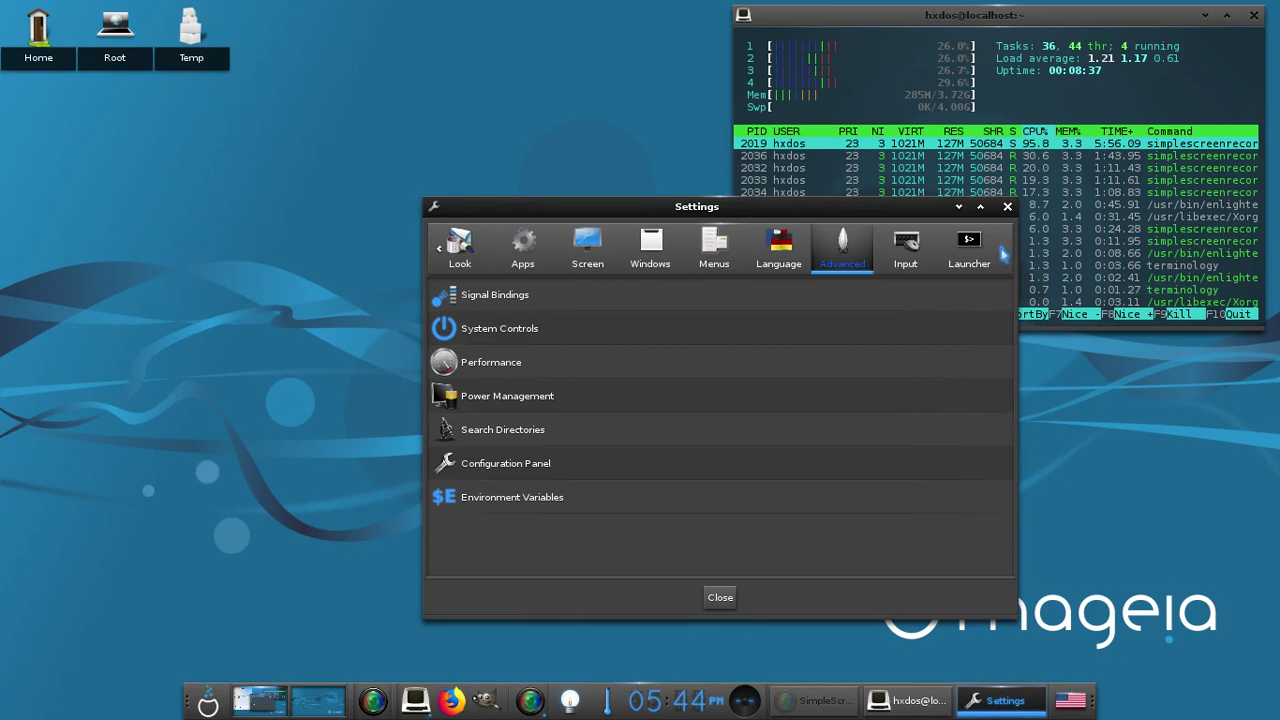 Home
Root
Temp
hxdos@localhost:~
1 [ 26.0%]
2 [ 26.0%]
3 [ 26.7%]
4 [ 29.6%]
Mem[ 285M/3.72G]
Swp[ 0K/4.00G]
Tasks: 36, 44 thr; 4 running
Load average: 1.21 1.17 0.61
Uptime: 00:08:37
PID USER PRI NI VIRT RES SHR S CPU% MEM% TIME+ Command
2019 hxdos 23 3 1021M 127M 50684 S 95.8 3.3 5:56.09 simplescreenrecor
2036 hxdos 23 3 1021M 127M 50684 R 30.6 3.3 1:43.95 simplescreenrecor
2032 hxdos 23 3 1021M 127M 50684 R 20.0 3.3 1:11.43 simplescreenrecor
2033 hxdos 23 3 1021M 127M 50684 R 19.3 3.3 1:11.61 simplescreenrecor
2034 hxdos 23 3 1021M 127M 50684 R 17.3 3.3 1:08.83 simplescreenrecor
8.7 2.0 0:45.91 /usr/bin/enlighte
6.0 1.4 0:31.45 /usr/libexec/Xorg
6.0 3.3 0:24.28 simplescreenrecor
1.3 3.3 0:11.95 simplescreenrecor
1.3 2.0 0:08.66 /usr/bin/enlighte
1.3 1.0 0:03.66 terminology
1.3 2.0 0:02.41 /usr/bin/enlighte
0.7 1.0 0:01.27 terminology
0.0 1.4 0:03.11 /usr/libexec/Xorg
ortByF7Nice -F8Nice +F9Kill F10Quit
Settings
Look
Apps
Screen
Windows
Menus
Language
Advanced
Input
$>
Launcher
Signal Bindings
System Controls
Performance
Power Management
Search Directories
Configuration Panel
$E Environment Variables
Close
mageia
05:44PM
SimpleScr...
hxdos@lo...
Settings